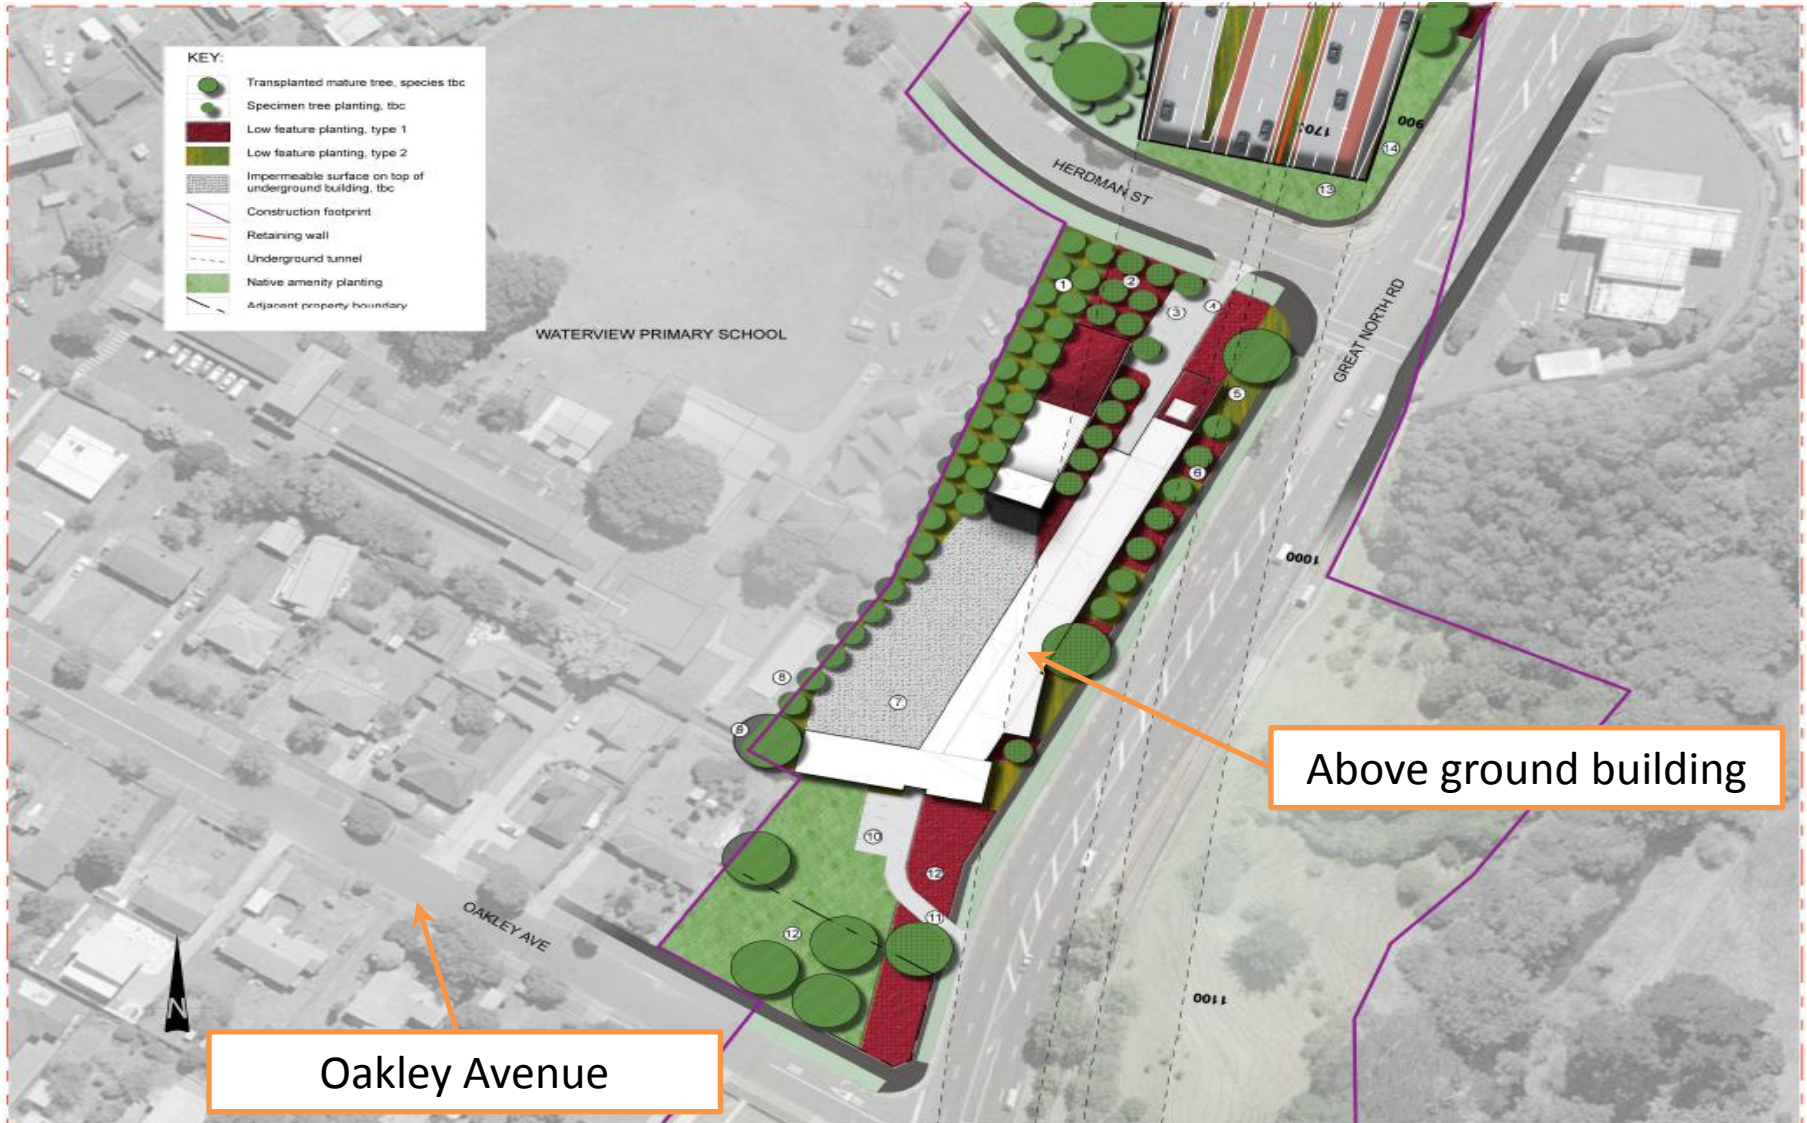 KEY:
Transplanted mature tree, species tbc
Specimen tree planting, tbc
Low feature planting, type 1
Low feature planting, type 2
Impermeable surface on top of
underground building, tbc
Construction footprint
Retaining wall
Underground tunnel
Native amenity planting
Adjacent property boundary
900
14
13
HERDMAN ST
1
2
3
4
GREAT NORTH RD
WATERVIEW PRIMARY SCHOOL
5
6
1000
8
7
9
Above ground building
10
12
11
12
OAKLEY AVE
1100
N
Oakley Avenue